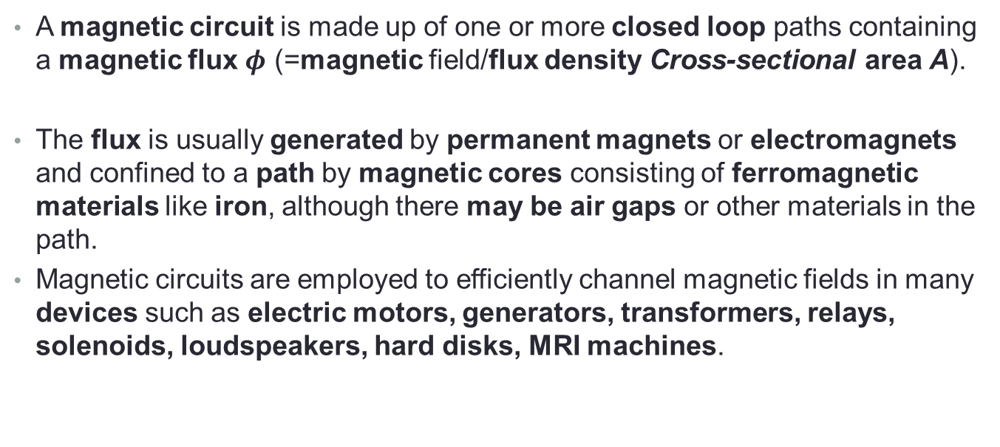 • A magnetic circuit is made up of one or more closed loop paths containing
a magnetic flux ϕ (=magnetic field/flux density Cross-sectional area A).
• The flux is usually generated by permanent magnets or electromagnets
and confined to a path by magnetic cores consisting of ferromagnetic
materials like iron, although there may be air gaps or other materials in the
path.
• Magnetic circuits are employed to efficiently channel magnetic fields in many
devices such as electric motors, generators, transformers, relays,
solenoids, loudspeakers, hard disks, MRI machines.